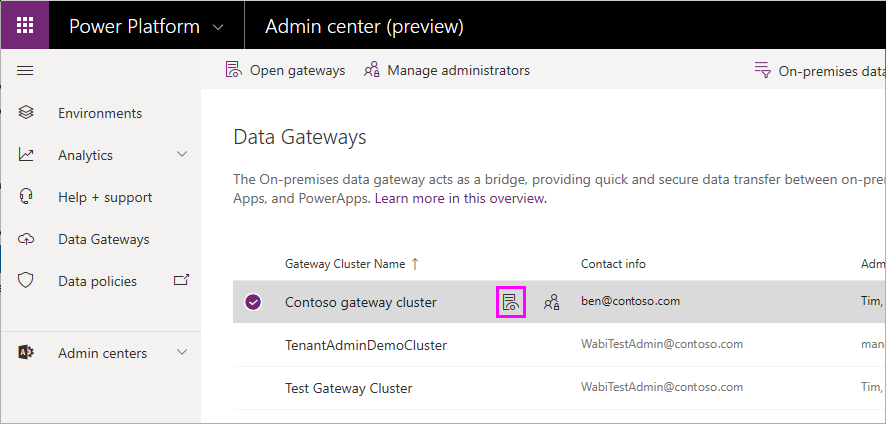 Power Platform Admin center (preview)
Open gateways Manage administrators On-premises data
Environments
Analytics
Help + support
Data Gateways
Data policies
Admin centers
Data Gateways
The On-premises data gateway acts as a bridge, providing quick and secure data transfer between on-prem
Apps, and PowerApps. Learn more in this overview.
Gateway Cluster Name ↑ Contact info Adm
Contoso gateway cluster ben@contoso.com Tim,
TenantAdminDemoCluster WabiTestAdmin@contoso.com mana
Test Gateway Cluster WabiTestAdmin@contoso.com Tim,